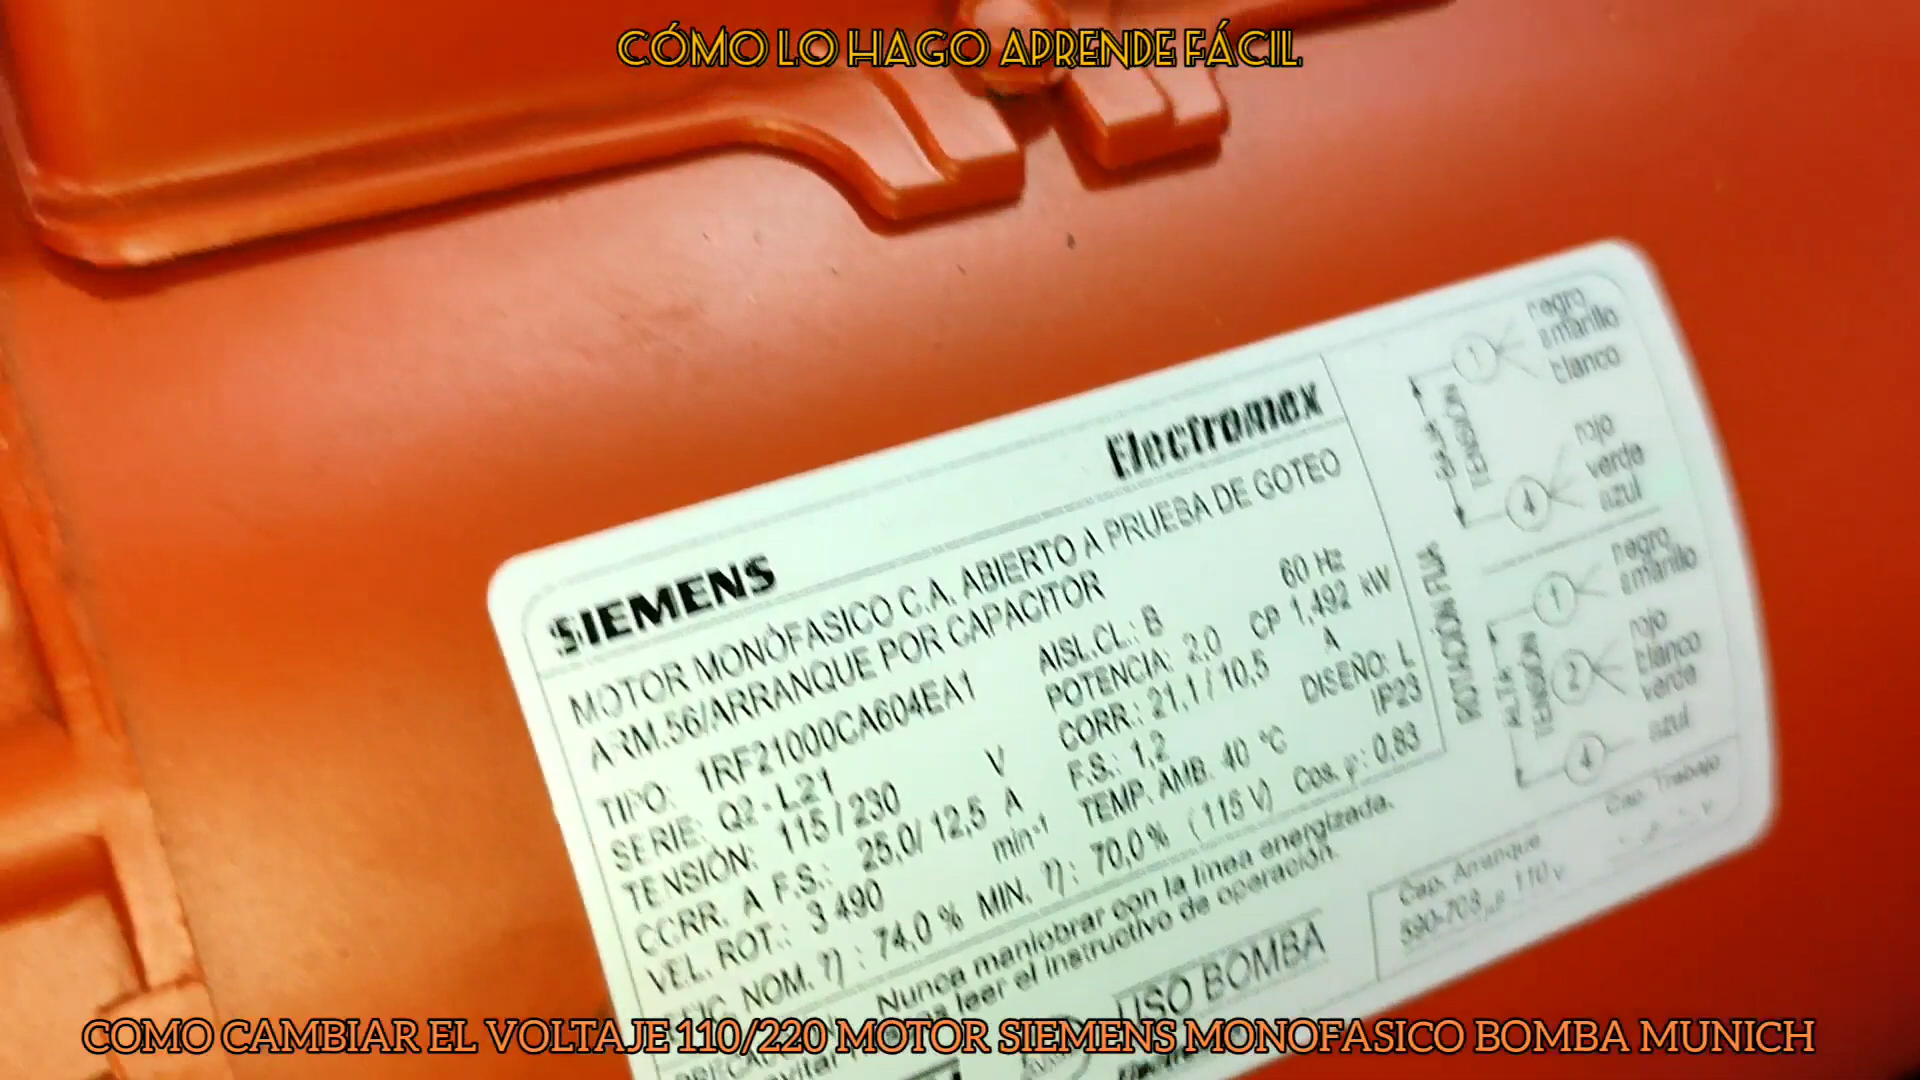 CÓMO LO HAGO APRENDE FÁCIL
SIEMENS
Electromex
MOTOR MONOFASICO C.A. ABIERTO A PRUEBA DE GOTEO
ARM.56/ARRANQUE POR CAPACITOR
60 Hz
TIPO: 1RF21000CA604EA1
AISL.CL.: B
SERIE: Q2-L21
POTENCIA: 2,0 CP 1,492 kW
TENSIÓN: 115/230 V
CORR.: 21,1/10,5 A
CORR. A F.S.: 25,0/12,5 A
F.S.: 1,2
DISEÑO: L
VEL. ROT.: 3 490 min-1
TEMP. AMB. 40 °C
IP23
NOM. η: 74,0 % MIN. η: 70,0 % (115 V) Cos. φ: 0,83
Nunca maniobrar con la línea energizada.
leer el instructivo de operación.
USO BOMBA
BAJA TENSIÓN
1 negro
amarillo
blanco
4 rojo
verde
azul
ROTACIÓN
ALTA TENSIÓN
1 negro
amarillo
2 rojo
blanco
verde
4 azul
Cap. Arranque
590-708 µF 110 v
Cap. Trabajo
COMO CAMBIAR EL VOLTAJE 110/220 MOTOR SIEMENS MONOFASICO BOMBA MUNICH